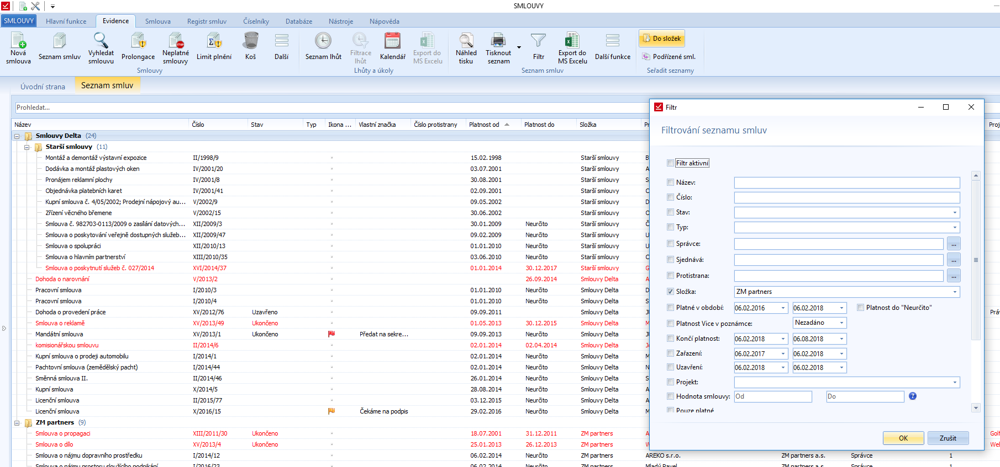 SMLOUVY
SMLOUVY Hlavní funkce Evidence Smlouva Registr smluv Číselníky Databáze Nástroje Nápověda
Nová smlouva Seznam smluv Vyhledat smlouvu Prolongace Neplatné smlouvy Limit plnění Koš Další Seznam lhůt Filtrace lhůt Kalendář Export do MS Excelu Náhled tisku Tisknout seznam Filtr Export do MS Excelu Další funkce Do složek
Podřízené sml.
Smlouvy Lhůty a úkoly Seznam smluv Seřadit seznamy
Úvodní strana Seznam smluv
Prohledat...
Název Číslo Stav Typ Ikona ... Vlastní značka Číslo protistrany Platnost od Platnost do Složka
Smlouvy Delta (24)
Starší smlouvy (11)
Montáž a demontáž výstavní expozice II/1998/9 15.02.1998 Starší smlouvy
Dodávka a montáž plastových oken IV/2001/20 03.07.2001 Starší smlouvy
Pronájem reklamní plochy IV/2001/8 30.08.2001 Starší smlouvy
Objednávka platebních karet IV/2001/41 02.09.2001 Starší smlouvy
Kupní smlouva č. 4/05/2002; Prodejní nápojový au... V/2002/9 09.05.2002 Starší smlouvy
Zřízení věcného břemene V/2002/15 30.06.2002 Starší smlouvy
Smlouva č. 982703-0113/2009 o zasílání datových... XII/2009/3 30.01.2009 Neurčito Starší smlouvy
Smlouva o poskytování veřejně dostupných služeb... XII/2009/47 09.02.2009 Neurčito Starší smlouvy
Smlouva o spolupráci XII/2010/13 01.01.2010 Neurčito Starší smlouvy
Smlouva o hlavním partnerství XIII/2010/35 03.06.2010 Neurčito Starší smlouvy
Smlouva o poskytnutí služeb č. 027/2014 XVI/2014/37 01.01.2014 30.12.2017 Starší smlouvy
Dohoda o narovnání V/2013/2 26.09.2014 Smlouvy Delta
Pracovní smlouva I/2010/3 01.01.2010 Neurčito Smlouvy Delta
Pracovní smlouva I/2010/4 01.01.2010 Neurčito Smlouvy Delta
Dohoda o provedení práce XV/2012/76 Uzavřeno 09.09.2011 Smlouvy Delta
Smlouva o reklamě XV/2013/49 Ukončeno 01.05.2013 30.12.2015 Smlouvy Delta
Mandátní smlouva XV/2013/1 Ukončeno Předat na sekre... 09.09.2013 Neurčito Smlouvy Delta
komisionářskou smlouvu II/2014/6 02.01.2014 02.04.2014 Smlouvy Delta
Kupní smlouva o prodeji automobilu I/2014/1 02.01.2014 Neurčito Smlouvy Delta
Pachtovní smlouva (zemědělský pacht) I/2014/44 02.01.2014 Neurčito Smlouvy Delta
Směnná smlouva II. II/2014/46 26.01.2014 Neurčito Smlouvy Delta
Kupní smlouva X/2014/5 28.08.2014 Neurčito Smlouvy Delta
Licenční smlouva II/2015/77 03.12.2015 Neurčito Smlouvy Delta
Licenční smlouva X/2016/15 Čekáme na podpis 29.02.2016 Neurčito Smlouvy Delta
ZM partners (9)
Smlouva o propagaci XIII/2011/30 Ukončeno 18.07.2001 31.12.2011 ZM partners
Smlouva o dílo XV/2013/4 Ukončeno 25.01.2013 26.12.2013 ZM partners
Smlouva o nájmu dopravního prostředku I/2014/12 06.02.2014 Neurčito ZM partners AREKO s.r.o. ZM partners a.s. Správce 1
Smlouva o nájmu prostoru sloužícího podnikání I/2016/23 06.02.2014 Neurčito ZM partners Mladý Pavel ZM partners a.s. Správce 1
Filtr
Filtrování seznamu smluv
Filtr aktivní
Název:
Číslo:
Stav:
Typ:
Správce: ...
Sjednává: ...
Protistrana: ...
Složka: ZM partners
Platné v období: 06.02.2016 06.02.2018 Platnost do "Neurčito"
Platnost Vice v poznámce: Nezadáno
Končí platnost: 06.02.2018 06.08.2018
Zařazení: 06.02.2017 06.02.2018
Uzavření: 06.02.2018 06.02.2018
Projekt:
Hodnota smlouvy: Od Do
Pouze platné
OK Zrušit